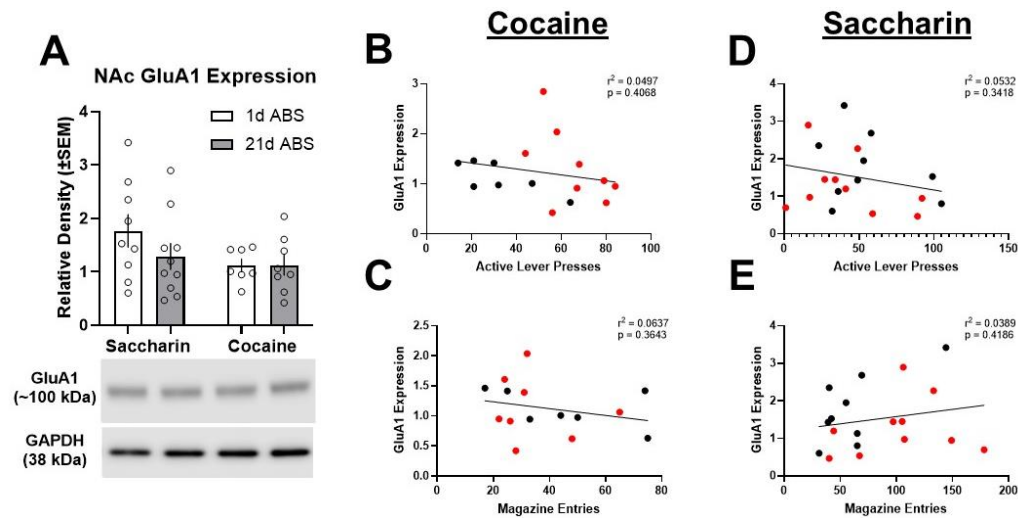 Cocaine
Saccharin
A
NAc GluA1 Expression
1d ABS
21d ABS
Relative Density (±SEM)
4
3
2
1
0
Saccharin
Cocaine
GluA1
(~100 kDa)
GAPDH
(38 kDa)
B
r² = 0.0497
p = 0.4068
GluA1 Expression
3
2
1
0
0 20 40 60 80 100
Active Lever Presses
C
r² = 0.0637
p = 0.3643
GluA1 Expression
2.5
2.0
1.5
1.0
0.5
0.0
0 20 40 60 80
Magazine Entries
D
r² = 0.0532
p = 0.3418
GluA1 Expression
4
3
2
1
0
0 50 100 150
Active Lever Presses
E
r² = 0.0389
p = 0.4186
GluA1 Expression
4
3
2
1
0
0 50 100 150 200
Magazine Entries